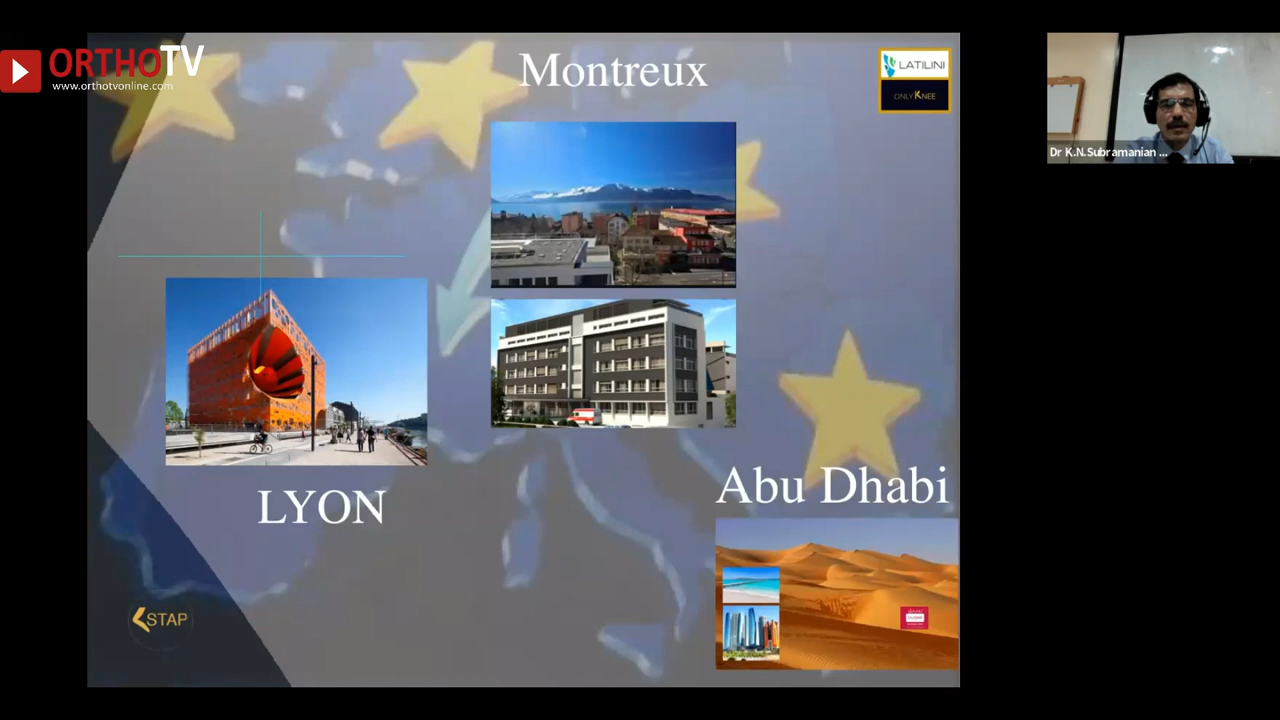 ORTHOTV
www.orthotvonline.com
Montreux
LATILINI
ONLY KNEE
Dr K.N.Subramanian ...
LYON
Abu Dhabi
STAP